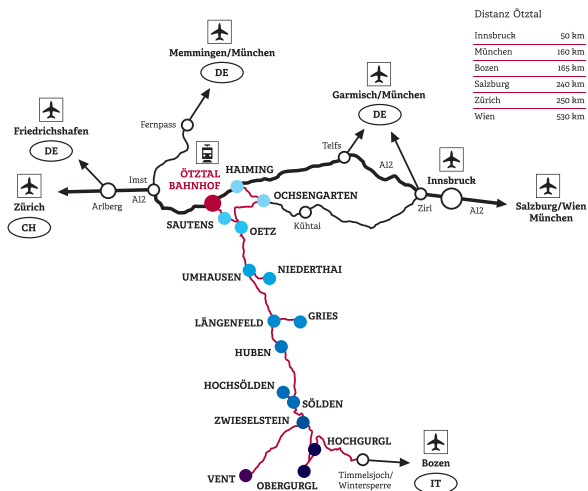 Distanz Ötztal
Innsbruck 50 km
München 160 km
Bozen 165 km
Salzburg 240 km
Zürich 250 km
Wien 530 km
Memmingen/München
DE
Garmisch/München
DE
Fernpass
Friedrichshafen
DE
Telfs
A12
ÖTZTAL
BAHNHOF
HAIMING
Innsbruck
Imst
A12
Arlberg
Zürich
CH
OCHSENGARTEN
Zirl
A12
Salzburg/Wien
München
SAUTENS
OETZ
Kühtai
UMHAUSEN
NIEDERTHAI
LÄNGENFELD
GRIES
HUBEN
HOCHSÖLDEN
SÖLDEN
ZWIESELSTEIN
HOCHGURGL
VENT
OBERGURGL
Timmelsjoch/
Wintersperre
Bozen
IT